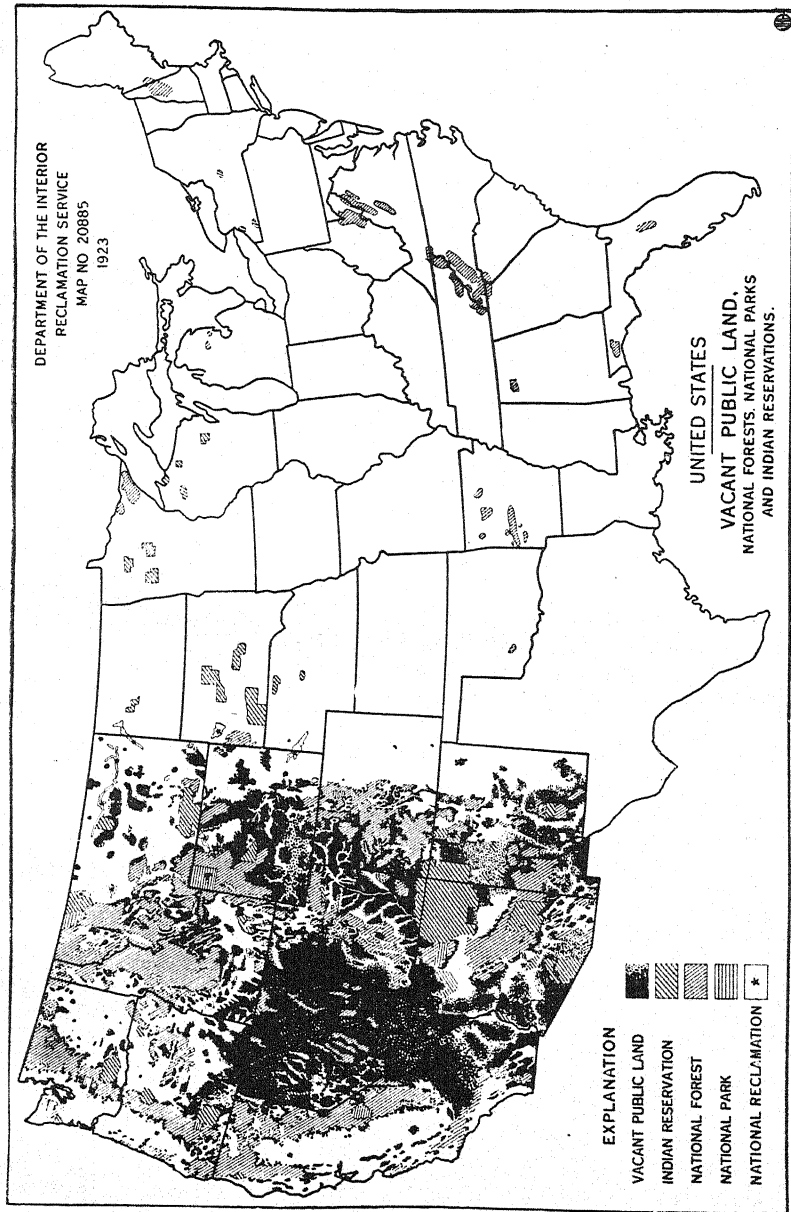 DEPARTMENT OF THE INTERIOR
RECLAMATION SERVICE
MAP NO 20885
1923
UNITED STATES
VACANT PUBLIC LAND,
NATIONAL FORESTS. NATIONAL PARKS
AND INDIAN RESERVATIONS.
EXPLANATION
VACANT PUBLIC LAND
INDIAN RESERVATION
NATIONAL FOREST
NATIONAL PARK
NATIONAL RECLAMATION